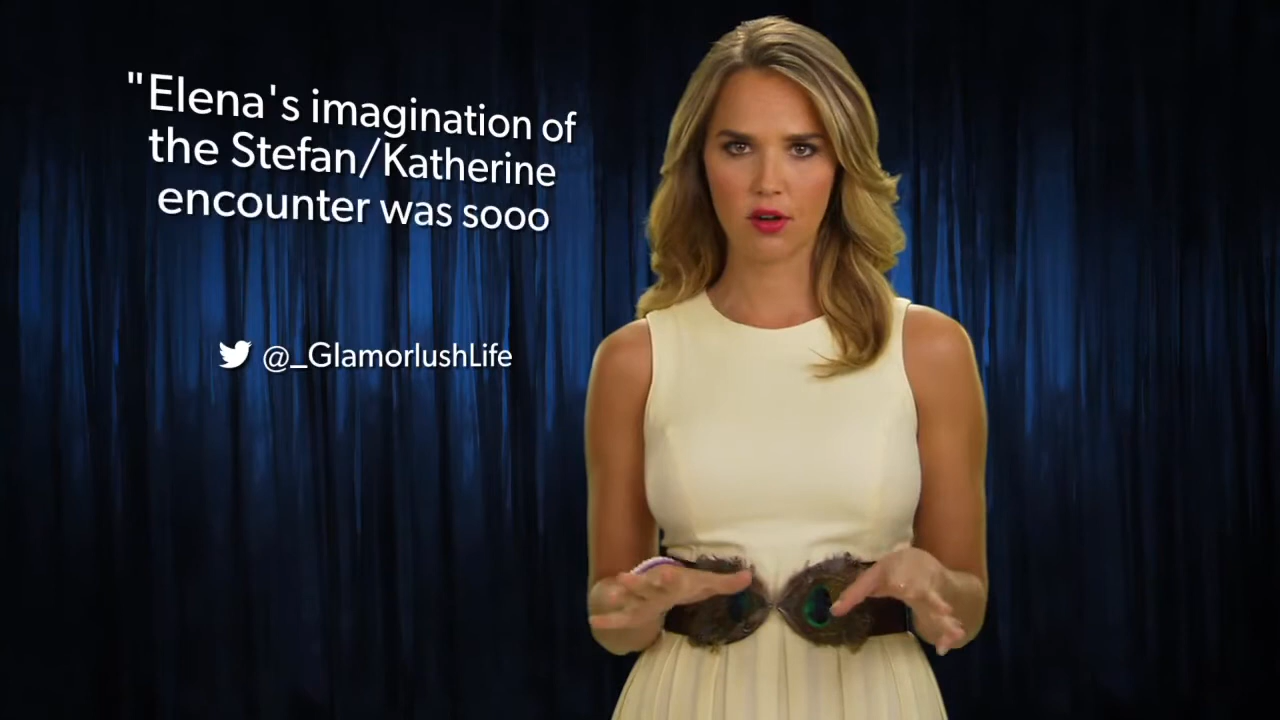 "Elena's imagination of
the Stefan/Katherine
encounter was sooo
@_GlamorlushLife